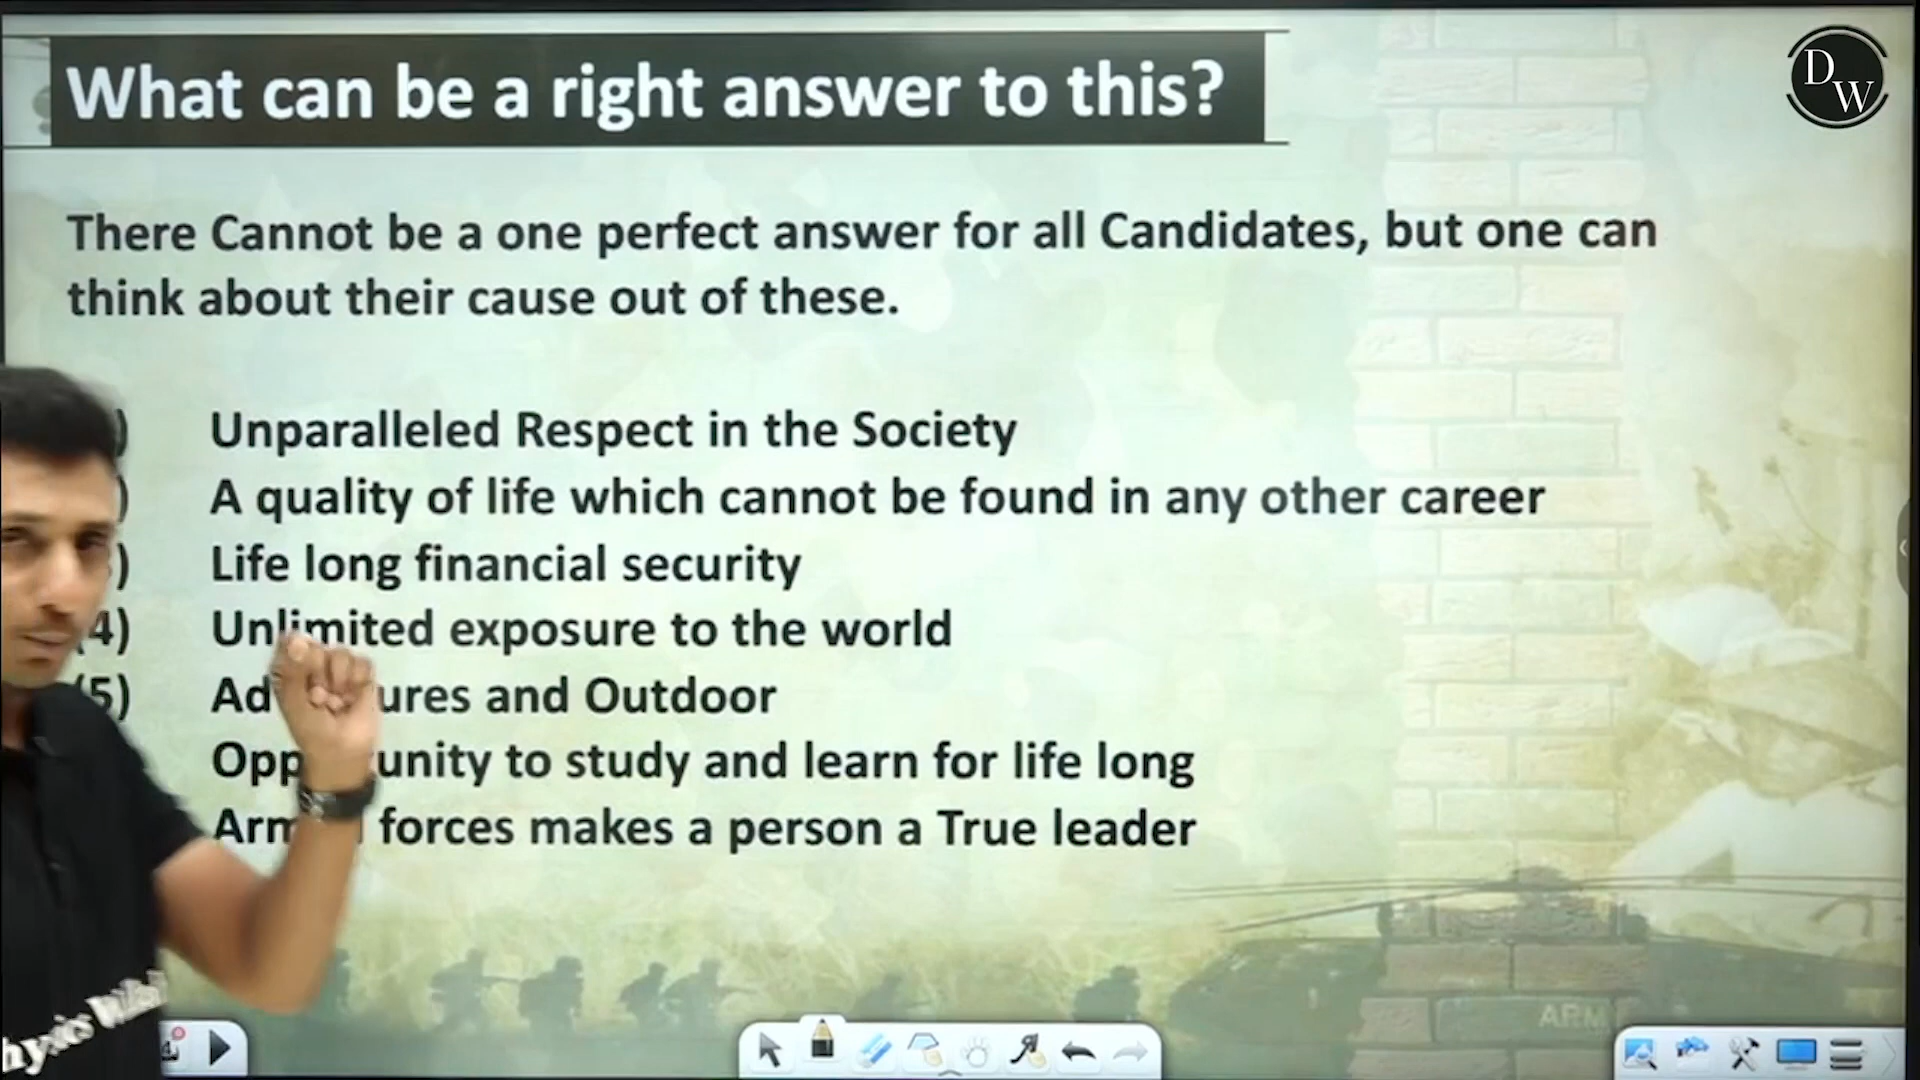 What can be a right answer to this?
D
W
There Cannot be a one perfect answer for all Candidates, but one can
think about their cause out of these.
) Unparalleled Respect in the Society
) A quality of life which cannot be found in any other career
) Life long financial security
4) Unlimited exposure to the world
(5) Ad ures and Outdoor
Opp unity to study and learn for life long
Arm forces makes a person a True leader
hysics Wallah
ARMY